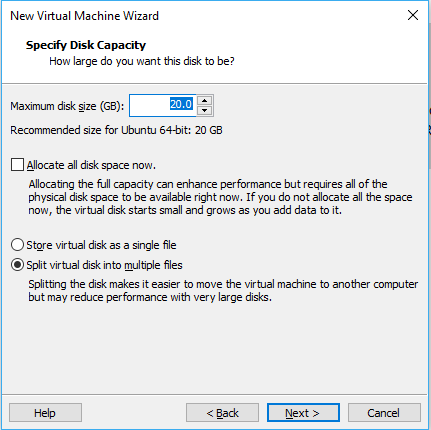 New Virtual Machine Wizard
Specify Disk Capacity
How large do you want this disk to be?
Maximum disk size (GB): 20.0
Recommended size for Ubuntu 64-bit: 20 GB
Allocate all disk space now.
Allocating the full capacity can enhance performance but requires all of the
physical disk space to be available right now. If you do not allocate all the space
now, the virtual disk starts small and grows as you add data to it.
Store virtual disk as a single file
Split virtual disk into multiple files
Splitting the disk makes it easier to move the virtual machine to another computer
but may reduce performance with very large disks.
Help < Back Next > Cancel